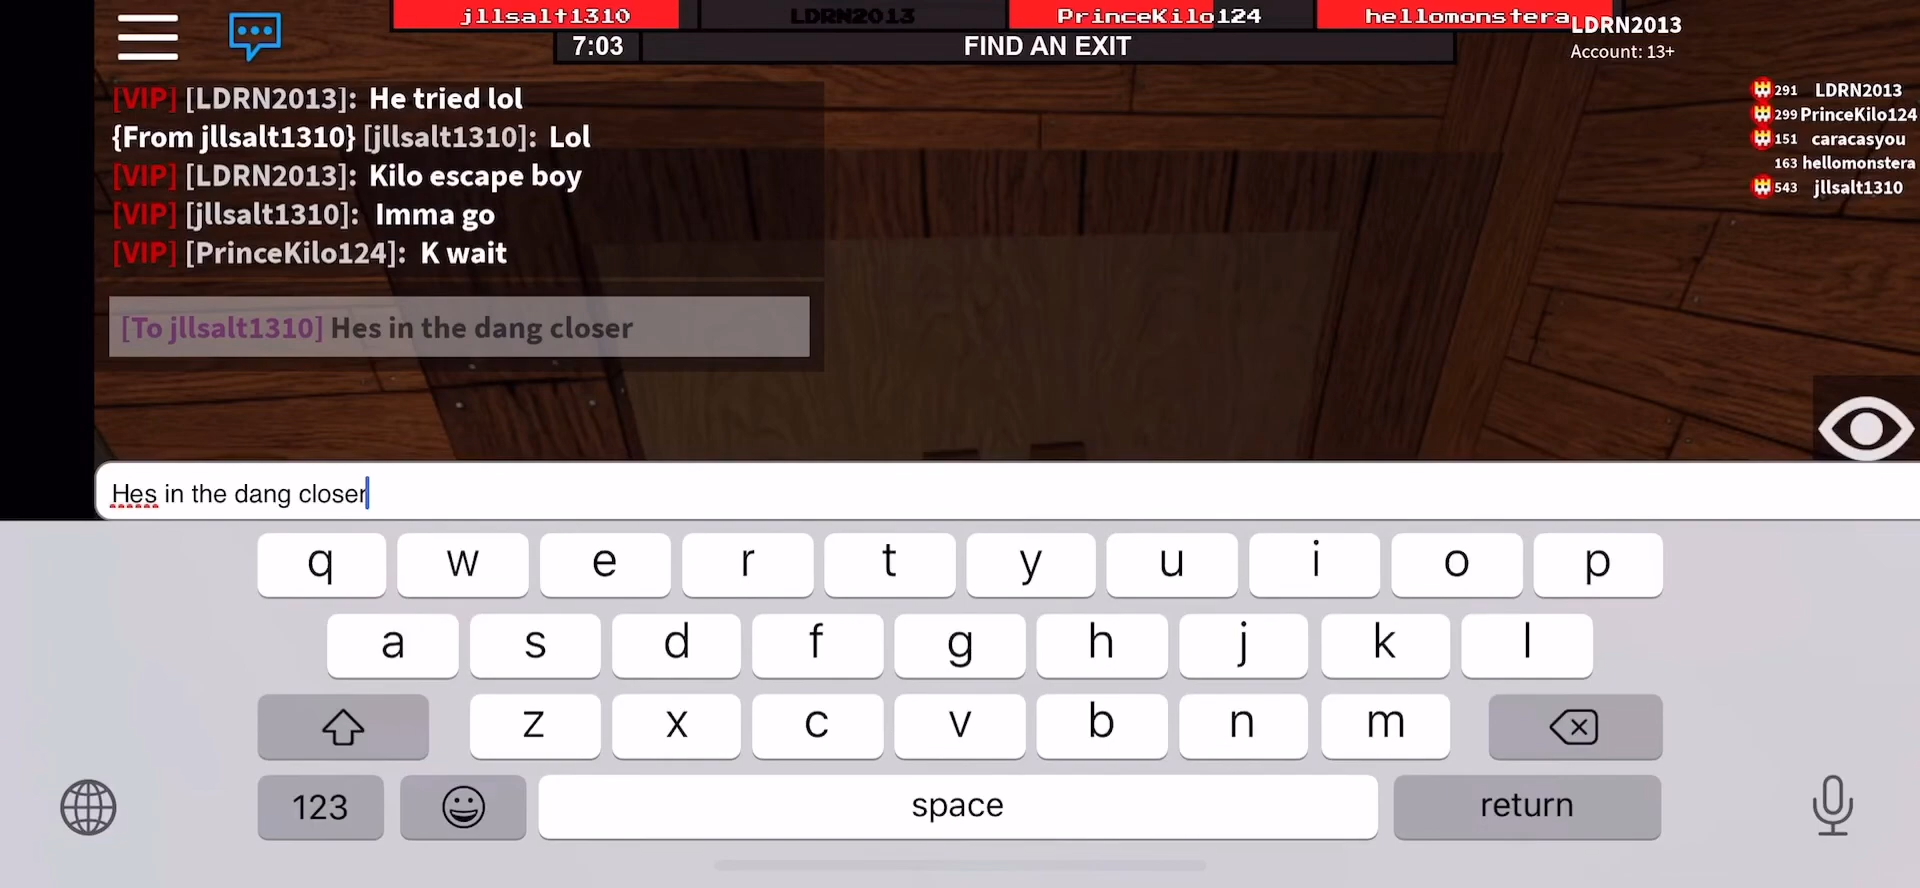 jllsalt1310
LDRN2013
PrinceKilo124
hellomonstera
LDRN2013
Account: 13+
7:03
FIND AN EXIT
[VIP] [LDRN2013]: He tried lol
{From jllsalt1310} [jllsalt1310]: Lol
[VIP] [LDRN2013]: Kilo escape boy
[VIP] [jllsalt1310]: Imma go
[VIP] [PrinceKilo124]: K wait
291 LDRN2013
299 PrinceKilo124
151 caracasyou
163 hellomonstera
543 jllsalt1310
[To jllsalt1310] Hes in the dang closer
Hes in the dang closer
q w e r t y u i o p
a s d f g h j k l
z x c v b n m
123 space return